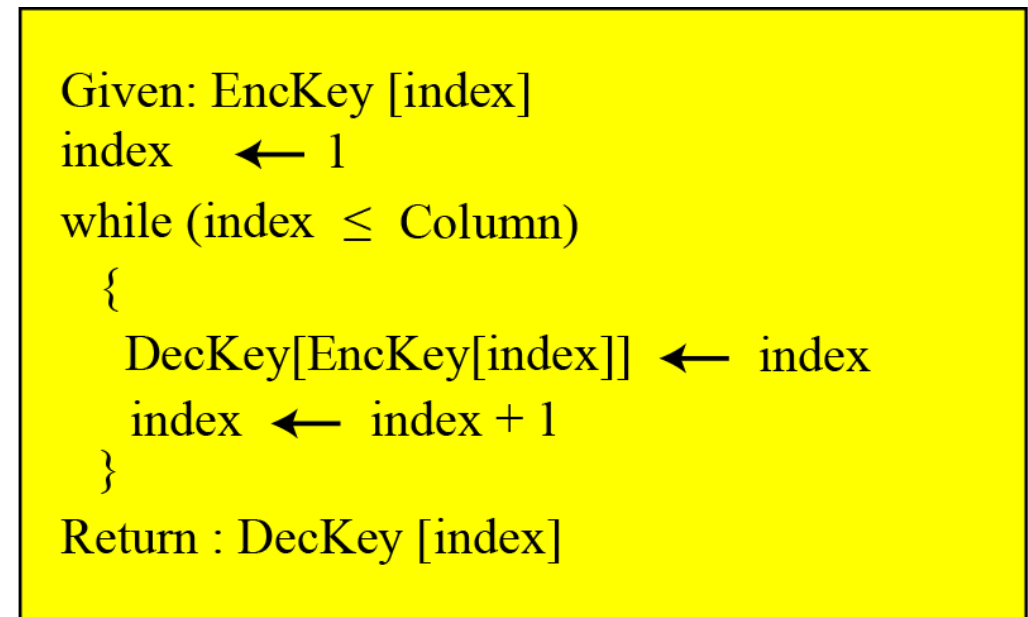 Given: EncKey [index]
index ← 1
while (index ≤ Column)
{
DecKey[EncKey[index]] ← index
index ← index + 1
}
Return : DecKey [index]